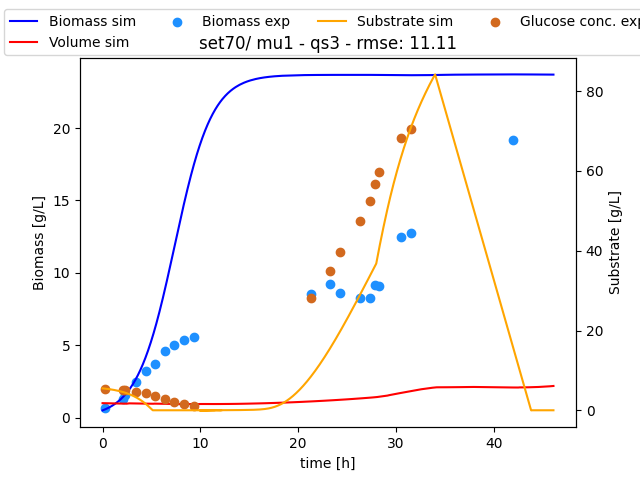 Biomass sim Biomass exp Substrate sim Glucose conc. exp
Volume sim
set70/ mu1 - qs3 - rmse: 11.11
Biomass [g/L]
0 5 10 15 20
Substrate [g/L]
0 20 40 60 80
0 10 20 30 40
time [h]